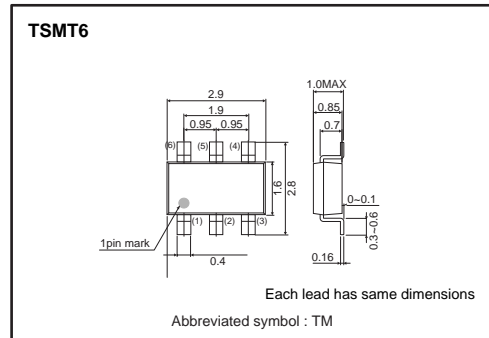 TSMT6
1.0MAX
2.9
0.85
1.9
0.7
0.95 0.95
(6) (5) (4)
1.6
2.8
0~0.1
(1) (2) (3)
1pin mark
0.3~0.6
0.4
0.16
Each lead has same dimensions
Abbreviated symbol : TM